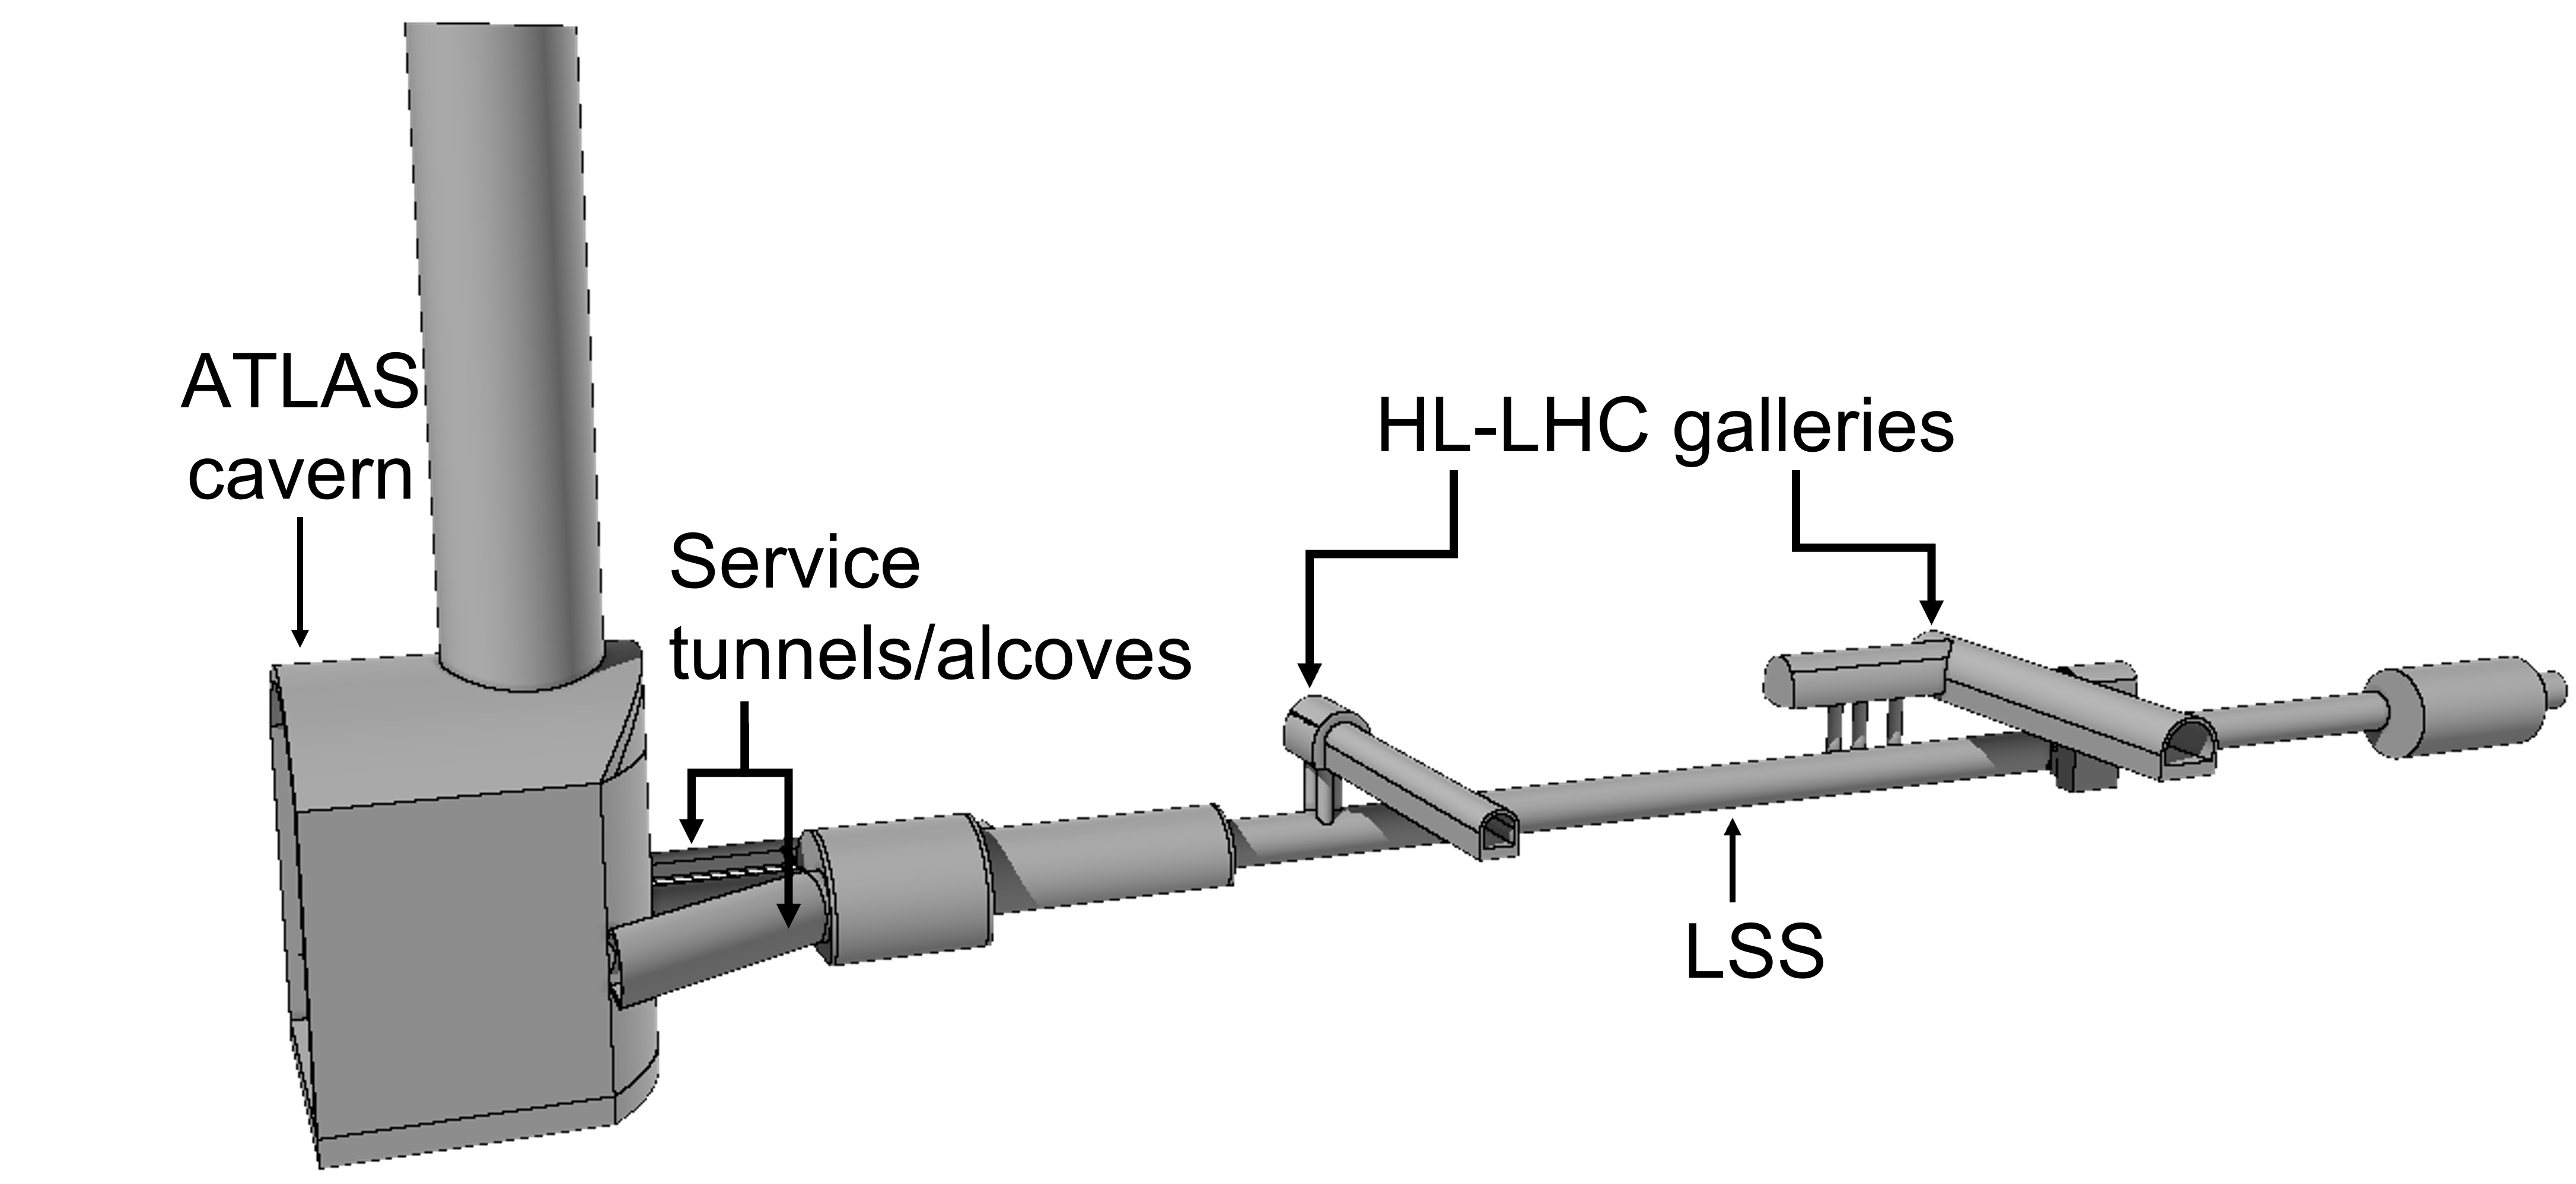 ATLAS
cavern
Service
tunnels/alcoves
HL-LHC galleries
LSS